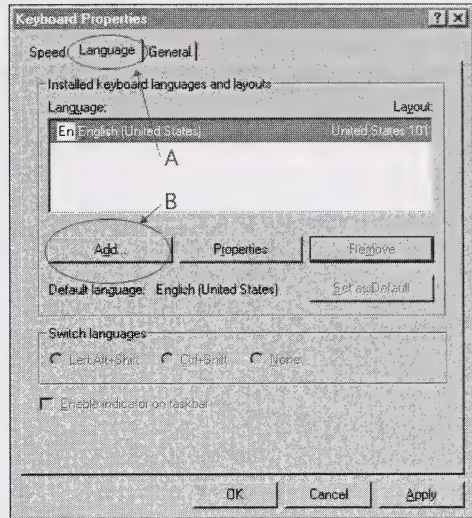 Keyboard Properties
Speed Language General
Installed keyboard languages and layouts
Language: Layout:
En English (United States) United States 101
A
B
Add... Properties Remove
Default language: English (United States) Set as Default
Switch languages
Left Alt+Shift Ctrl+Shift None
Enable indicator on taskbar
OK Cancel Apply